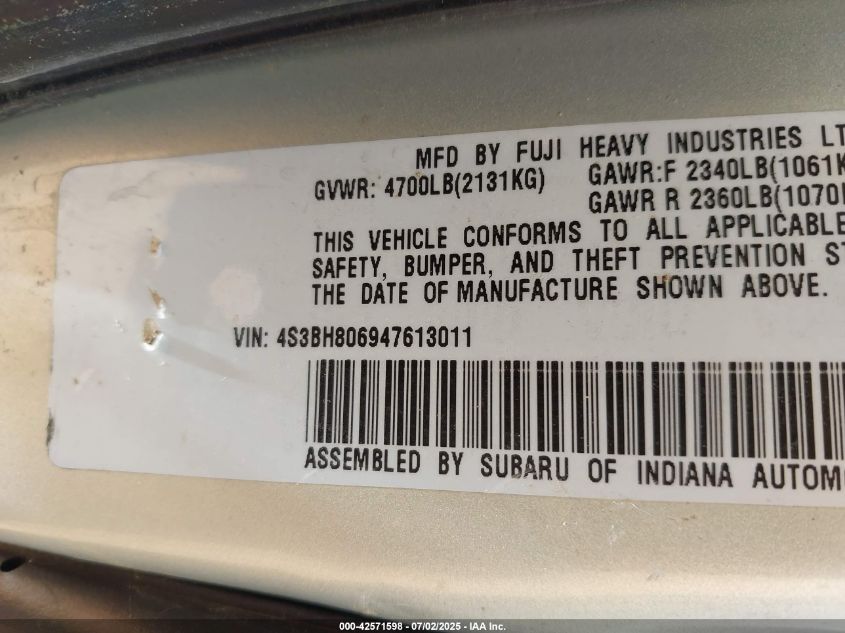 MFD BY FUJI HEAVY INDUSTRIES LT
GVWR: 4700LB(2131KG) GAWR:F 2340LB(1061K
GAWR R 2360LB(1070
THIS VEHICLE CONFORMS TO ALL APPLICABLE
SAFETY, BUMPER, AND THEFT PREVENTION ST
THE DATE OF MANUFACTURE SHOWN ABOVE.
VIN: 4S3BH806947613011
ASSEMBLED BY SUBARU OF INDIANA AUTOMO
000-42571598 - 07/02/2025 - IAA Inc.